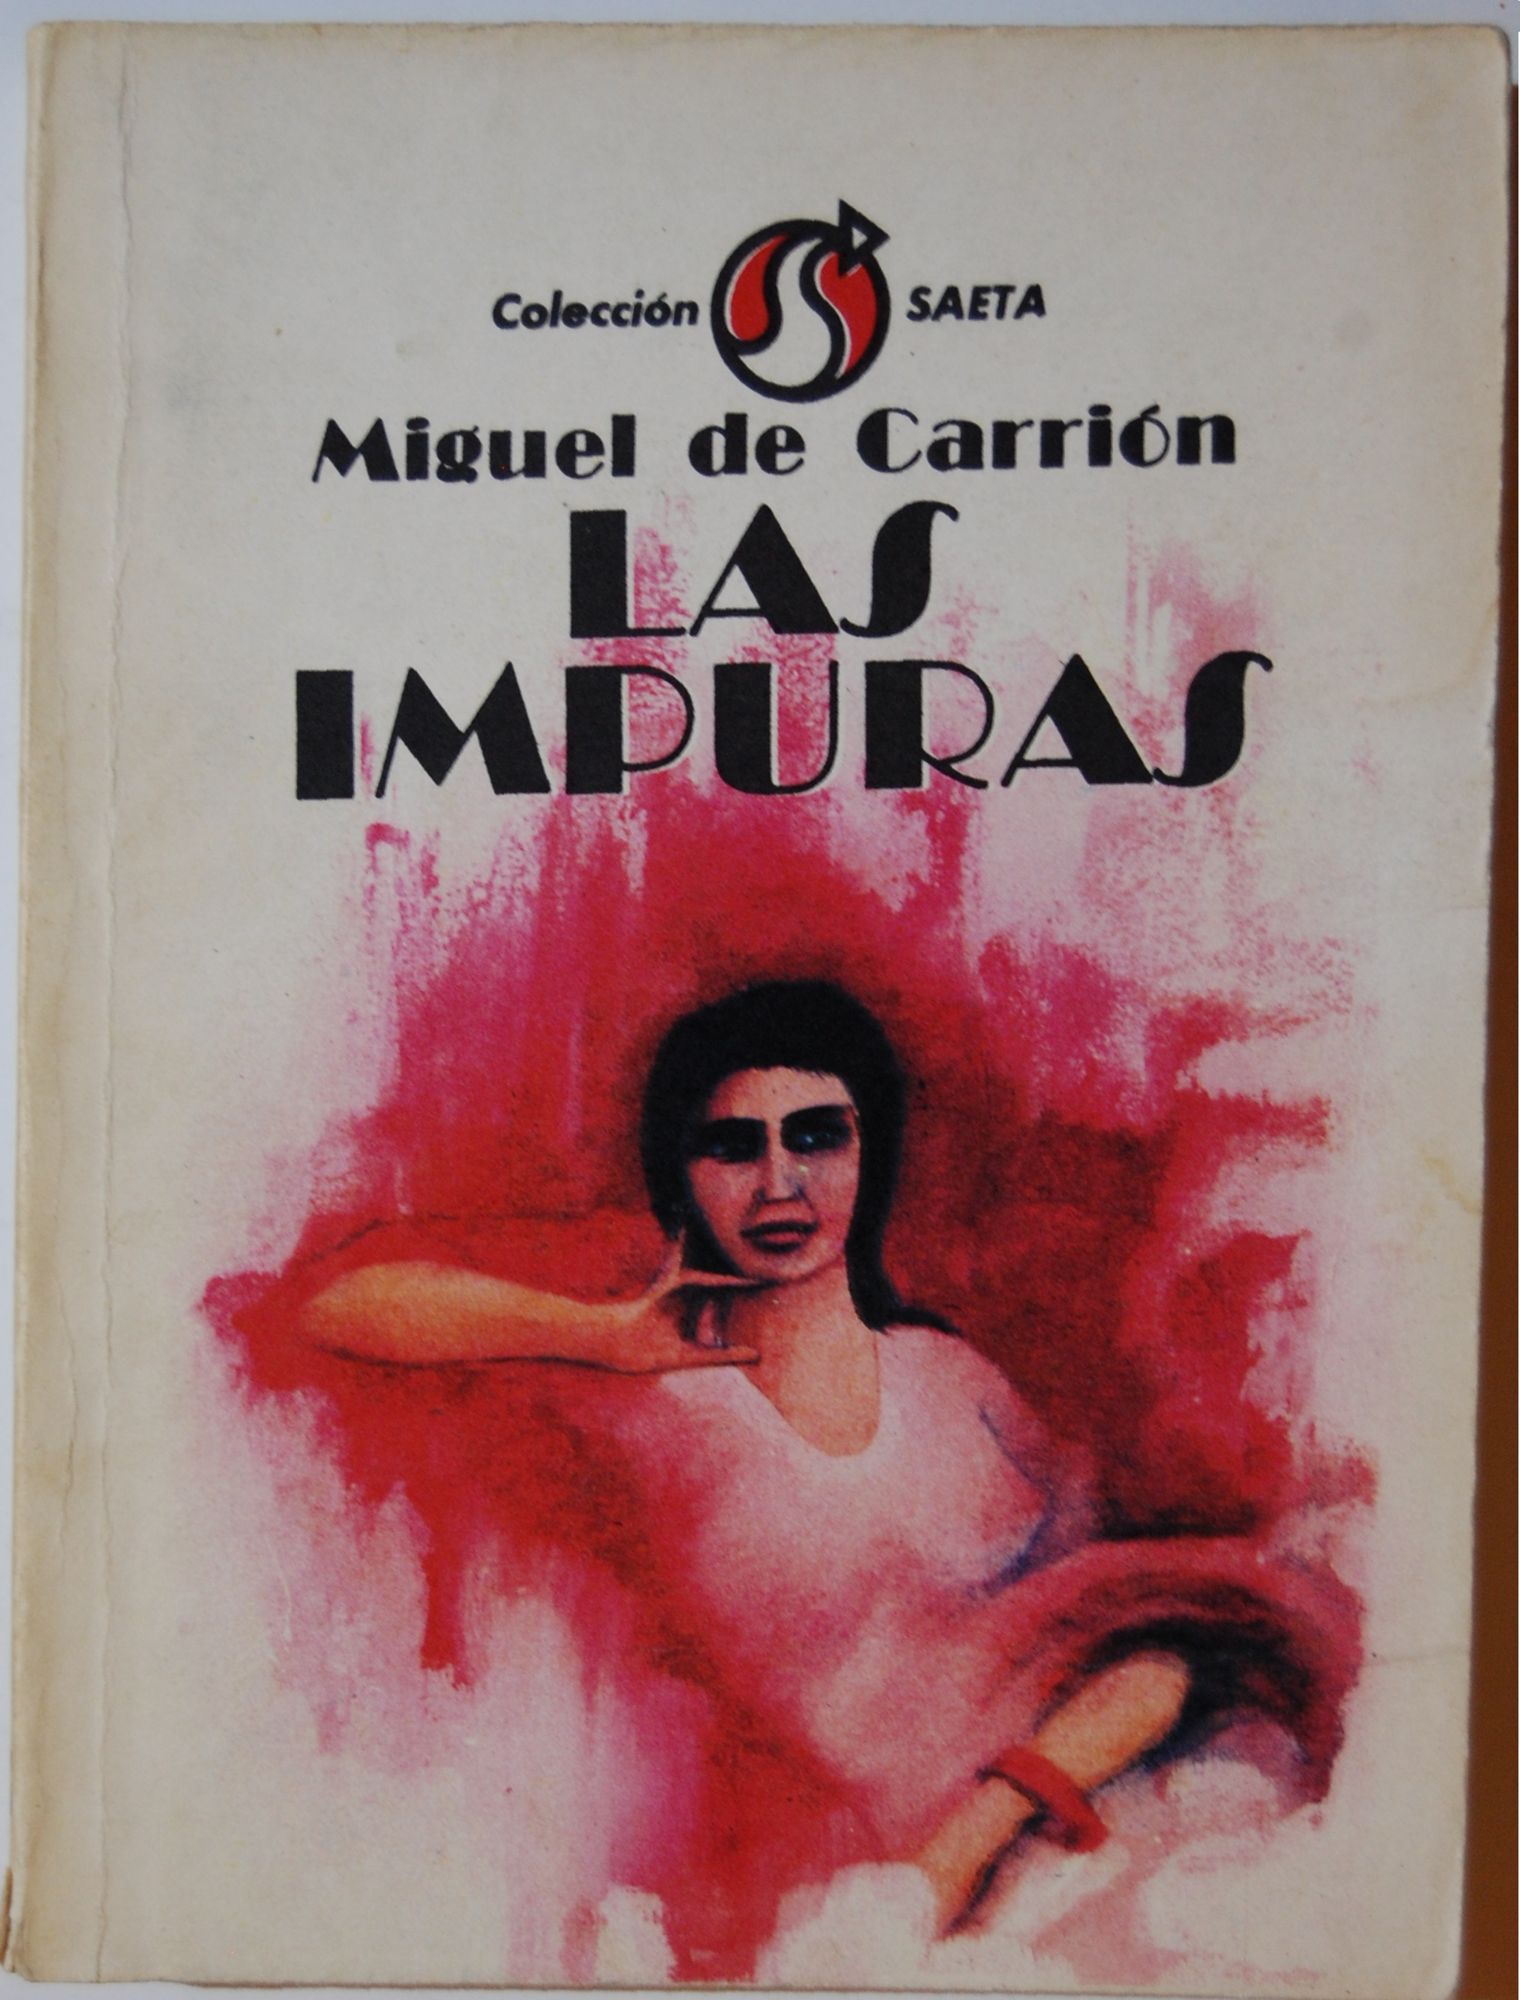 Colección SAETA
Miguel de Carrión
LAS
IMPURAS